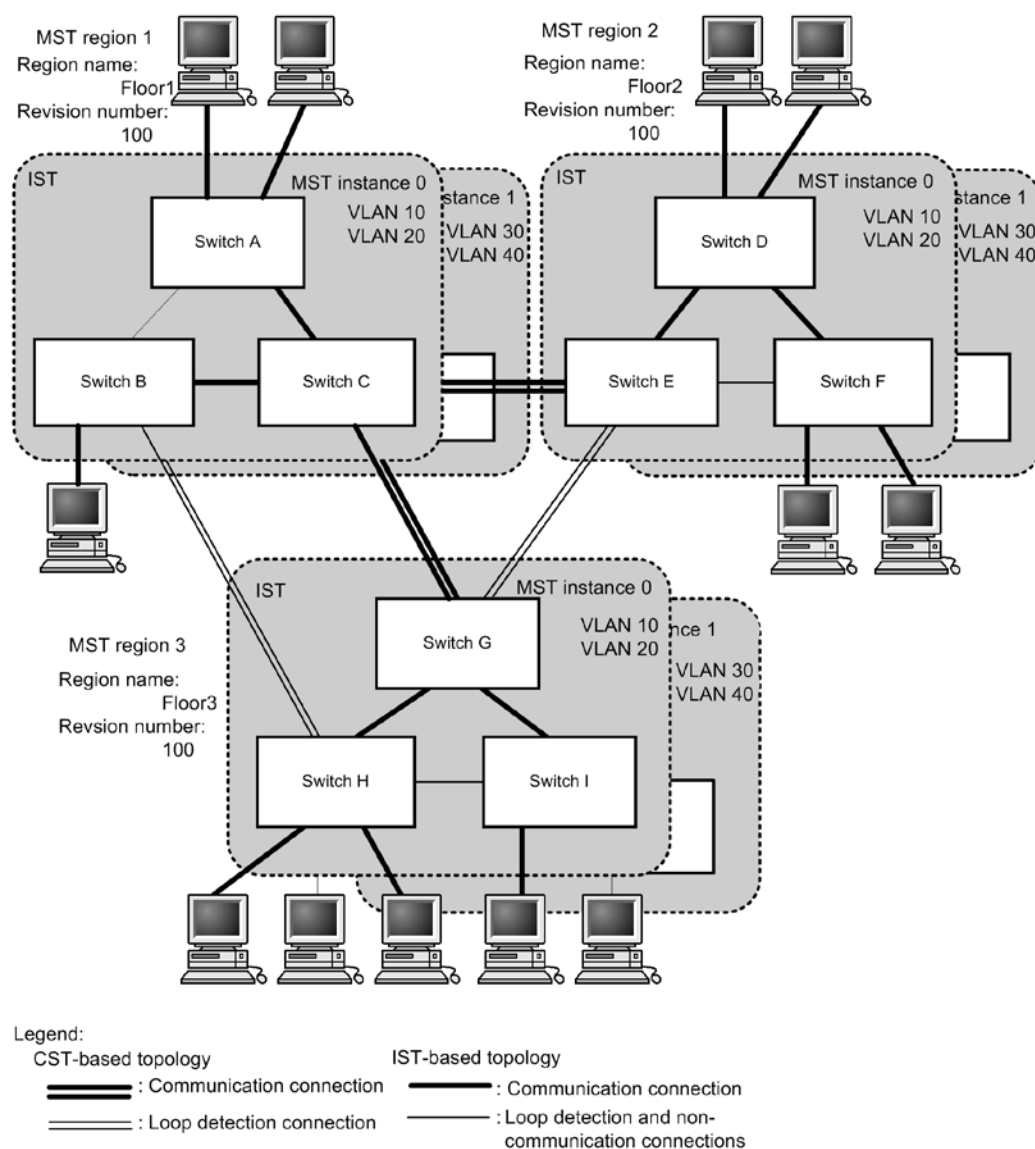 MST region 1
Region name:
Floor1
Revision number:
100
MST region 2
Region name:
Floor2
Revision number:
100
IST
MST instance 0
VLAN 10
VLAN 20
stance 1
VLAN 30
VLAN 40
Switch A
Switch B
Switch C
IST
MST instance 0
VLAN 10
VLAN 20
stance 1
VLAN 30
VLAN 40
Switch D
Switch E
Switch F
MST region 3
Region name:
Floor3
Revsion number:
100
IST
MST instance 0
VLAN 10
VLAN 20
nce 1
VLAN 30
VLAN 40
Switch G
Switch H
Switch I
Legend:
CST-based topology
: Communication connection
: Loop detection connection
IST-based topology
: Communication connection
: Loop detection and non-
communication connections